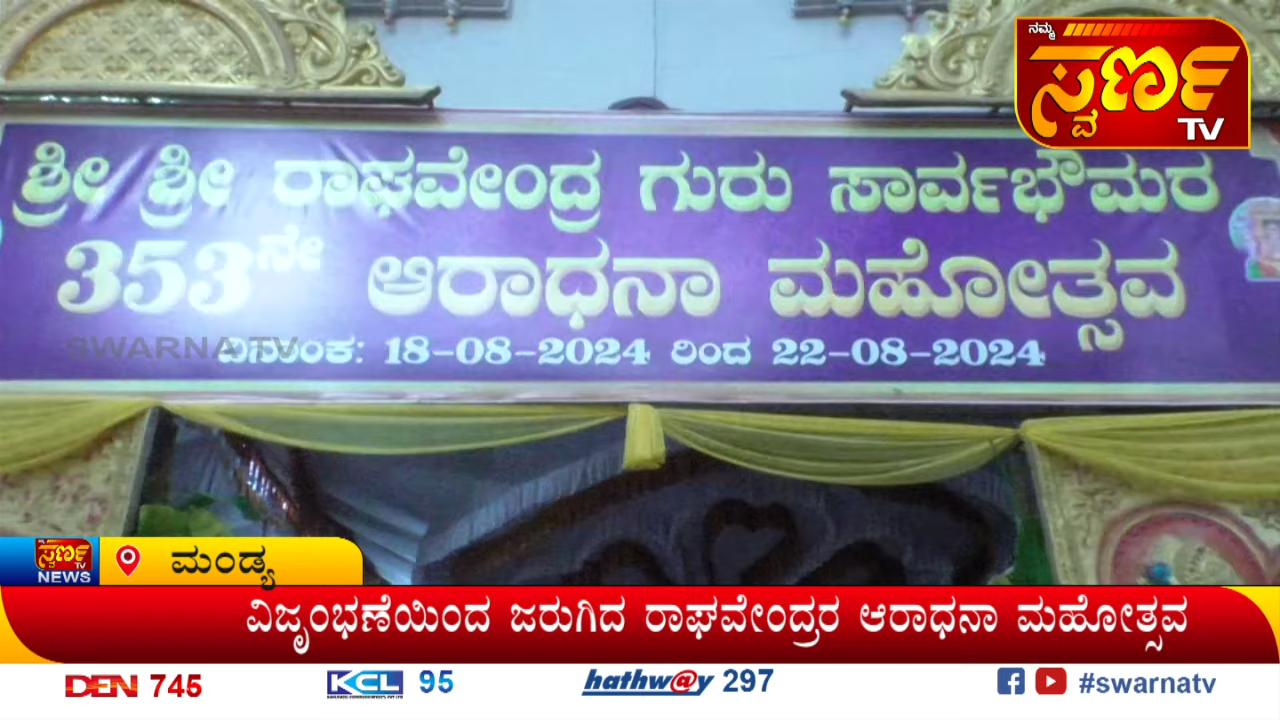 ನಮ್ಮ
ಸ್ವರ್ಣ
TV
ಶ್ರೀ ಶ್ರೀ ರಾಘವೇಂದ್ರ ಗುರು ಸಾರ್ವಭೌಮರ
353ನೇ ಆರಾಧನಾ ಮಹೋತ್ಸವ
SWARNA TV
ದಿನಾಂಕ: 18-08-2024 ರಿಂದ 22-08-2024
ಸ್ವರ್ಣ
TV
NEWS
ಮಂಡ್ಯ
ವಿಜೃಂಭಣೆಯಿಂದ ಜರುಗಿದ ರಾಘವೇಂದ್ರರ ಆರಾಧನಾ ಮಹೋತ್ಸವ
DEN 745 KCL 95 hathw@y 297 #swarnatv